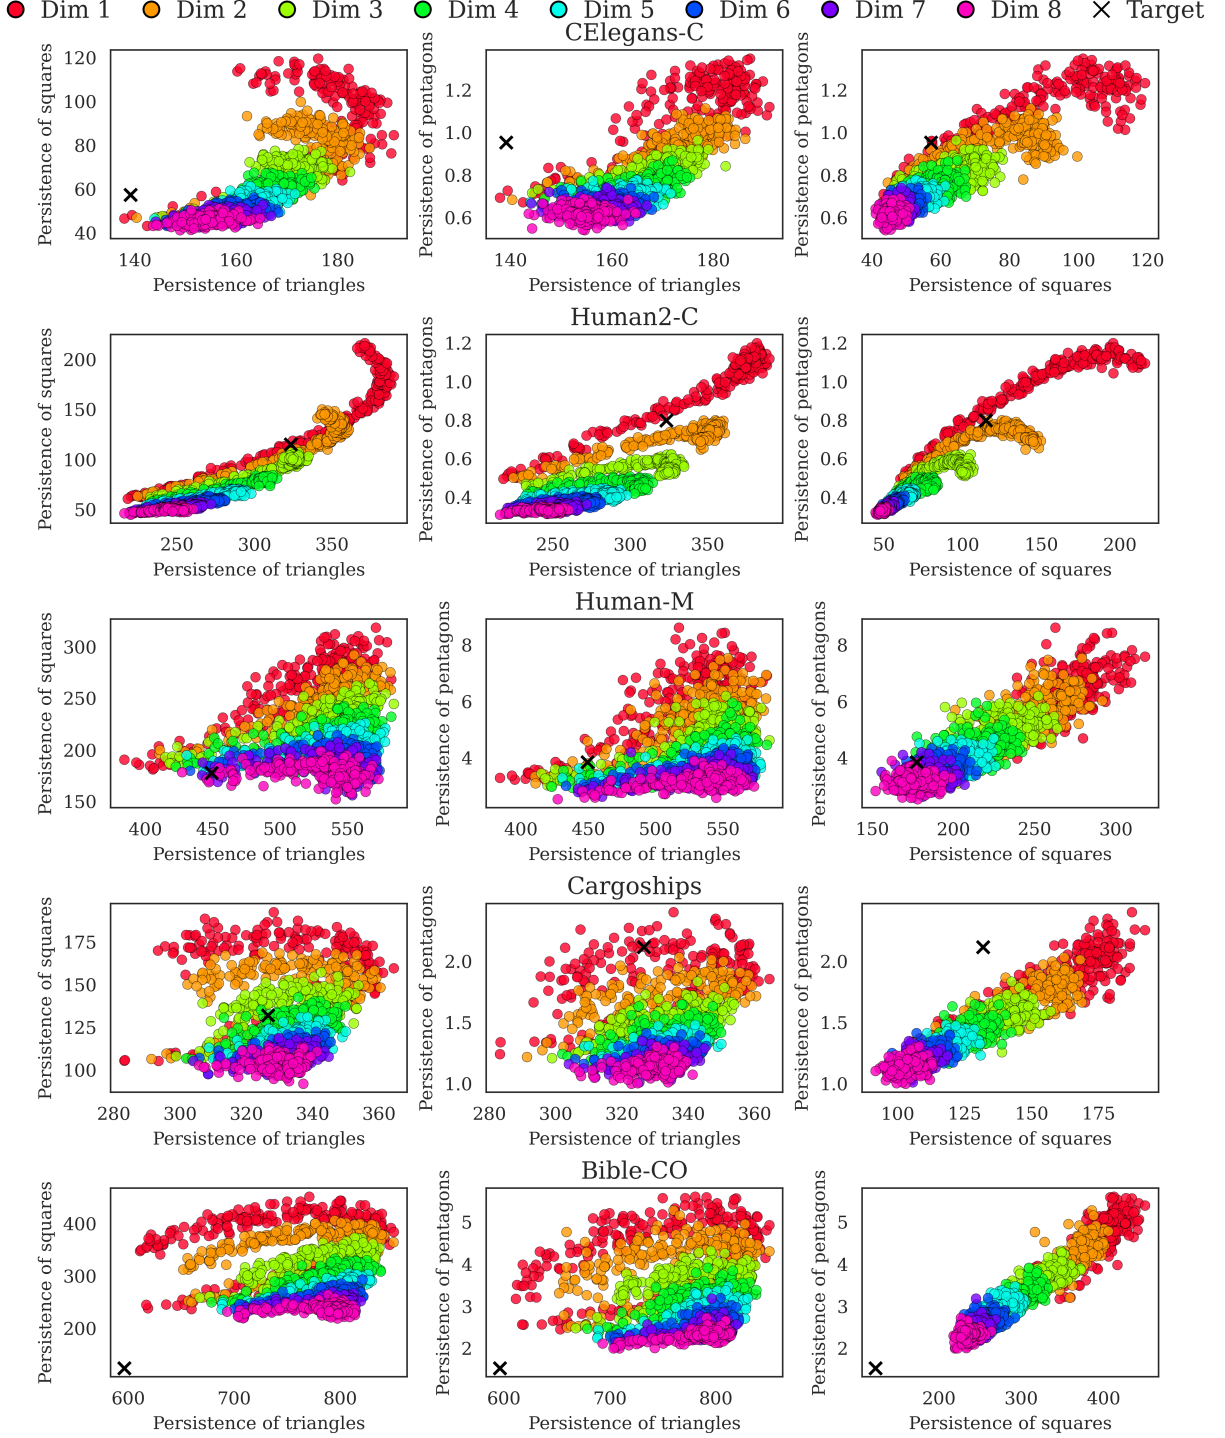 Dim 1 Dim 2 Dim 3 Dim 4 Dim 5 Dim 6 Dim 7 Dim 8 Target
CElegans-C
Persistence of squares
120
100
80
60
40
140 160 180
Persistence of triangles
Persistence of pentagons
1.2
1.0
0.8
0.6
140 160 180
Persistence of triangles
Persistence of pentagons
1.2
1.0
0.8
0.6
40 60 80 100 120
Persistence of squares
Human2-C
Persistence of squares
200
150
100
50
250 300 350
Persistence of triangles
Persistence of pentagons
1.2
1.0
0.8
0.6
0.4
250 300 350
Persistence of triangles
Persistence of pentagons
1.2
1.0
0.8
0.6
0.4
50 100 150 200
Persistence of squares
Human-M
Persistence of squares
300
250
200
150
400 450 500 550
Persistence of triangles
Persistence of pentagons
8
6
4
400 450 500 550
Persistence of triangles
Persistence of pentagons
8
6
4
150 200 250 300
Persistence of squares
Cargoships
Persistence of squares
175
150
125
100
280 300 320 340 360
Persistence of triangles
Persistence of pentagons
2.0
1.5
1.0
280 300 320 340 360
Persistence of triangles
Persistence of pentagons
2.0
1.5
1.0
100 125 150 175
Persistence of squares
Bible-CO
Persistence of squares
400
300
200
600 700 800
Persistence of triangles
Persistence of pentagons
5
4
3
2
600 700 800
Persistence of triangles
Persistence of pentagons
5
4
3
2
200 300 400
Persistence of squares